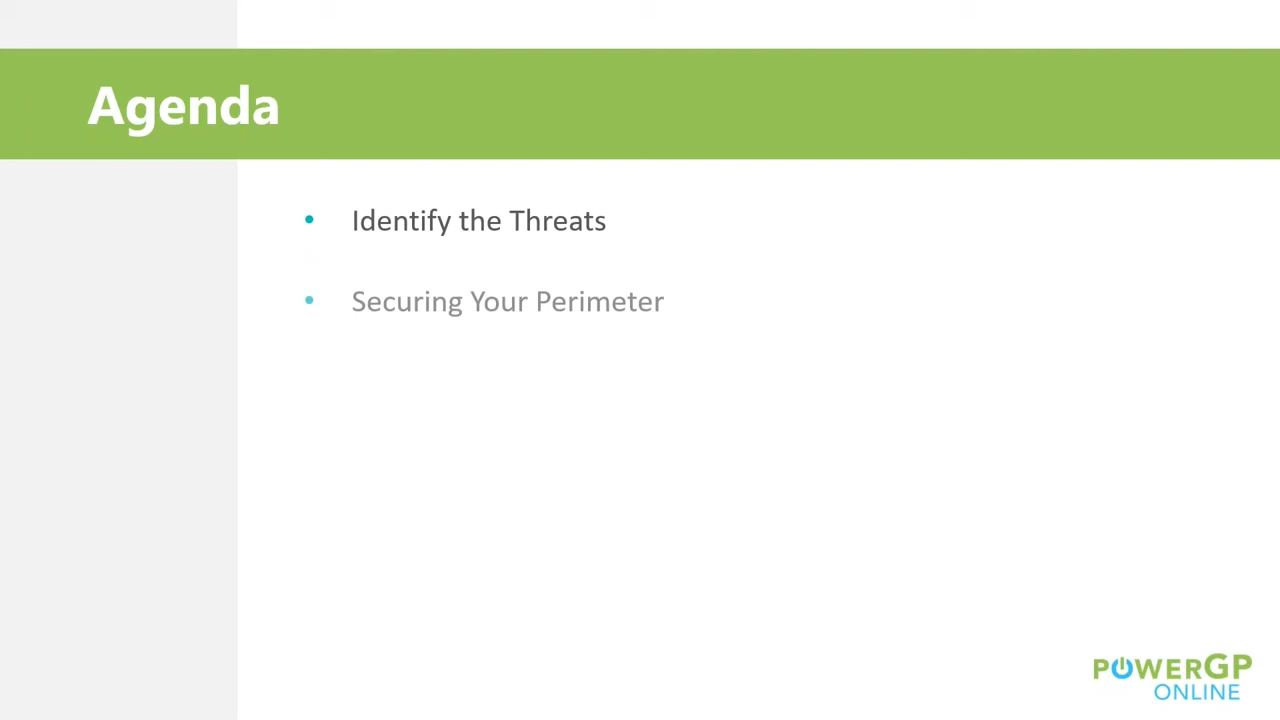 Agenda
• Identify the Threats
• Securing Your Perimeter
POWERGP
ONLINE